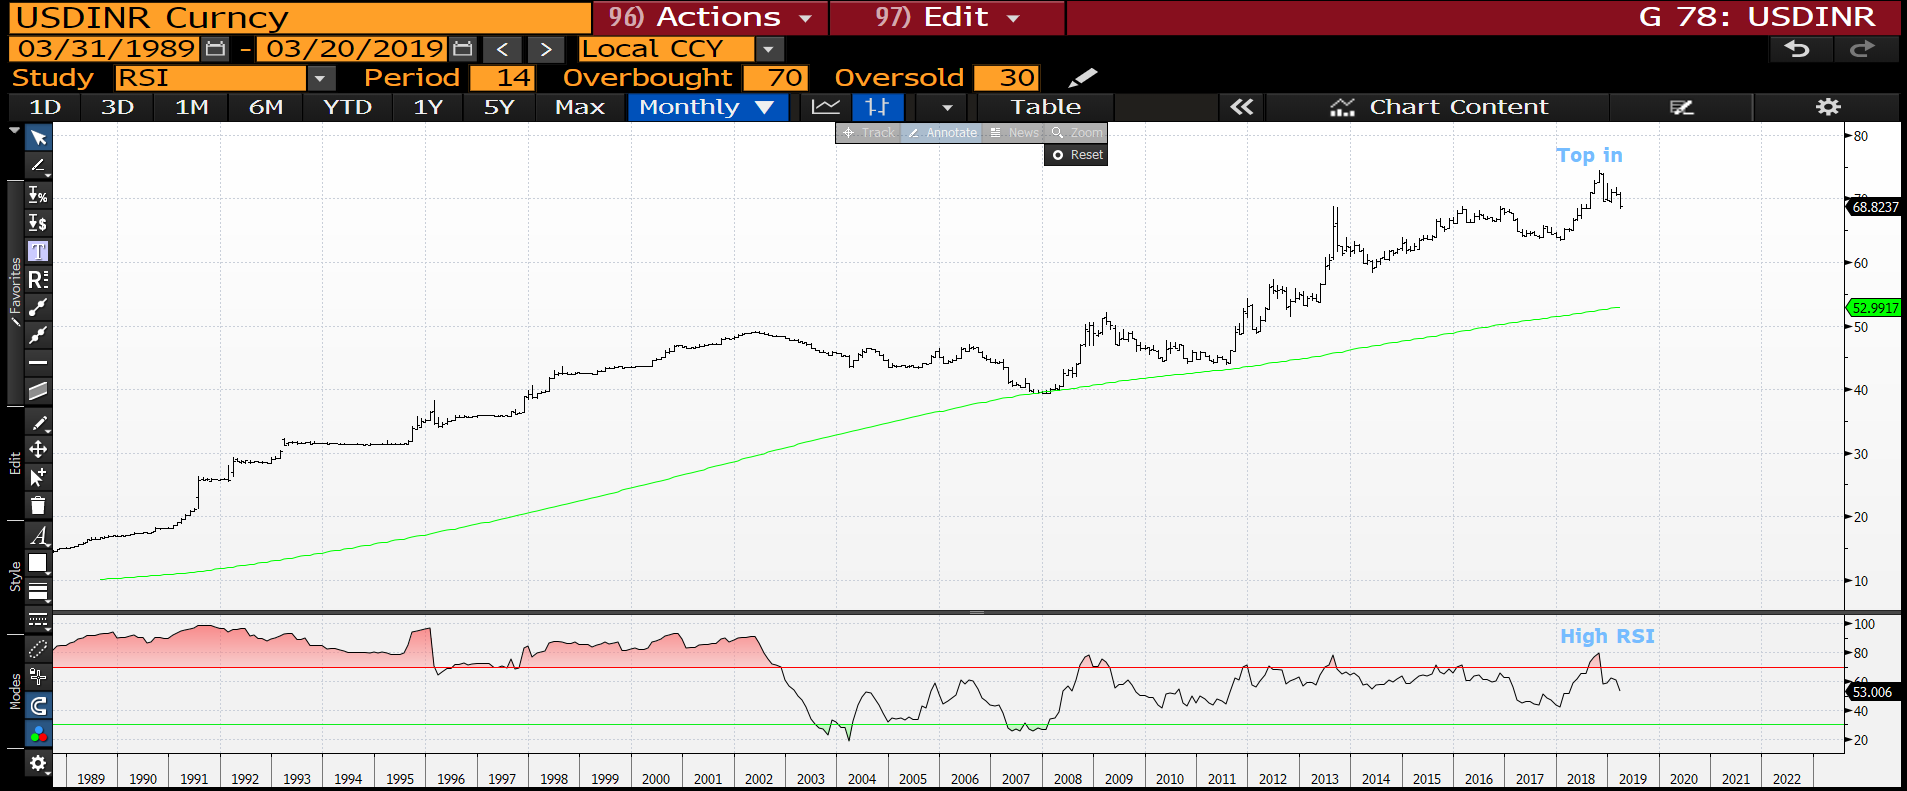 USDINR Curncy 96) Actions 97) Edit G 78: USDINR
03/31/1989 - 03/20/2019 < > Local CCY
Study RSI Period 14 Overbought 70 Oversold 30
1D 3D 1M 6M YTD 1Y 5Y Max Monthly Table Chart Content
Track Annotate News Zoom
Reset
Favorites
Edit
Style
Modes
%
$
T
R
A
Top in
80
70
68.8237
60
52.9917
50
40
30
20
10
High RSI
100
80
60
53.006
40
20
1989 1990 1991 1992 1993 1994 1995 1996 1997 1998 1999 2000 2001 2002 2003 2004 2005 2006 2007 2008 2009 2010 2011 2012 2013 2014 2015 2016 2017 2018 2019 2020 2021 2022